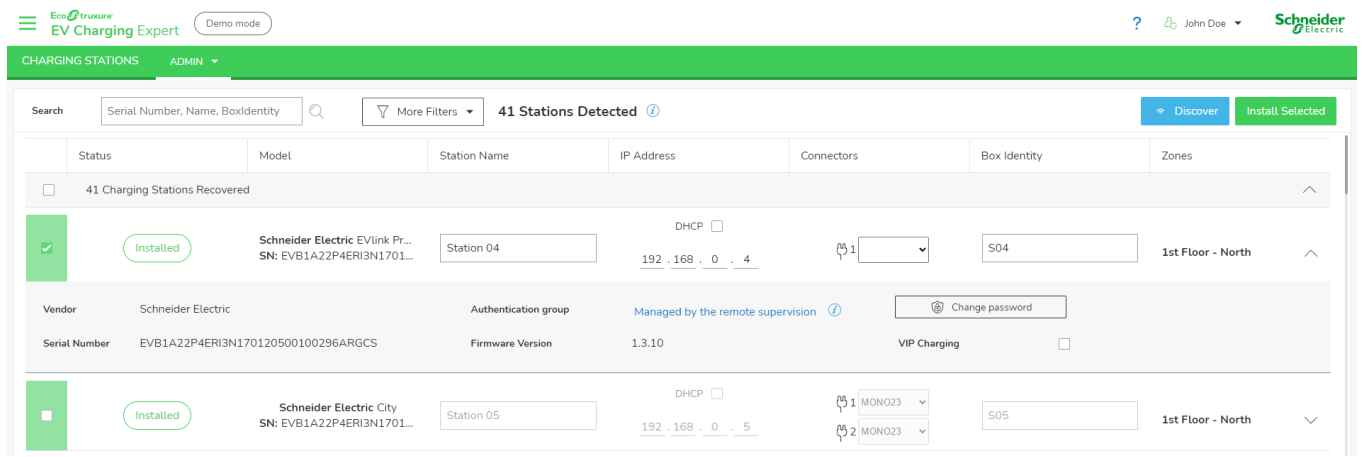 EcoStruxure
EV Charging Expert
Demo mode
? John Doe
Schneider Electric
CHARGING STATIONS ADMIN
Search Serial Number, Name, BoxIdentity More Filters 41 Stations Detected i Discover Install Selected
Status Model Station Name IP Address Connectors Box Identity Zones
41 Charging Stations Recovered
DHCP
Installed Schneider Electric EVlink Pr... Station 04 192 . 168 . 0 . 4 1 S04 1st Floor - North
SN: EVB1A22P4ERI3N1701...
Vendor Schneider Electric Authentication group Managed by the remote supervision i Change password
Serial Number EVB1A22P4ERI3N170120500100296ARGCS Firmware Version 1.3.10 VIP Charging
DHCP
Installed Schneider Electric City Station 05 192 . 168 . 0 . 5 1 MONO23 S05 1st Floor - North
SN: EVB1A22P4ERI3N1701... 2 MONO23